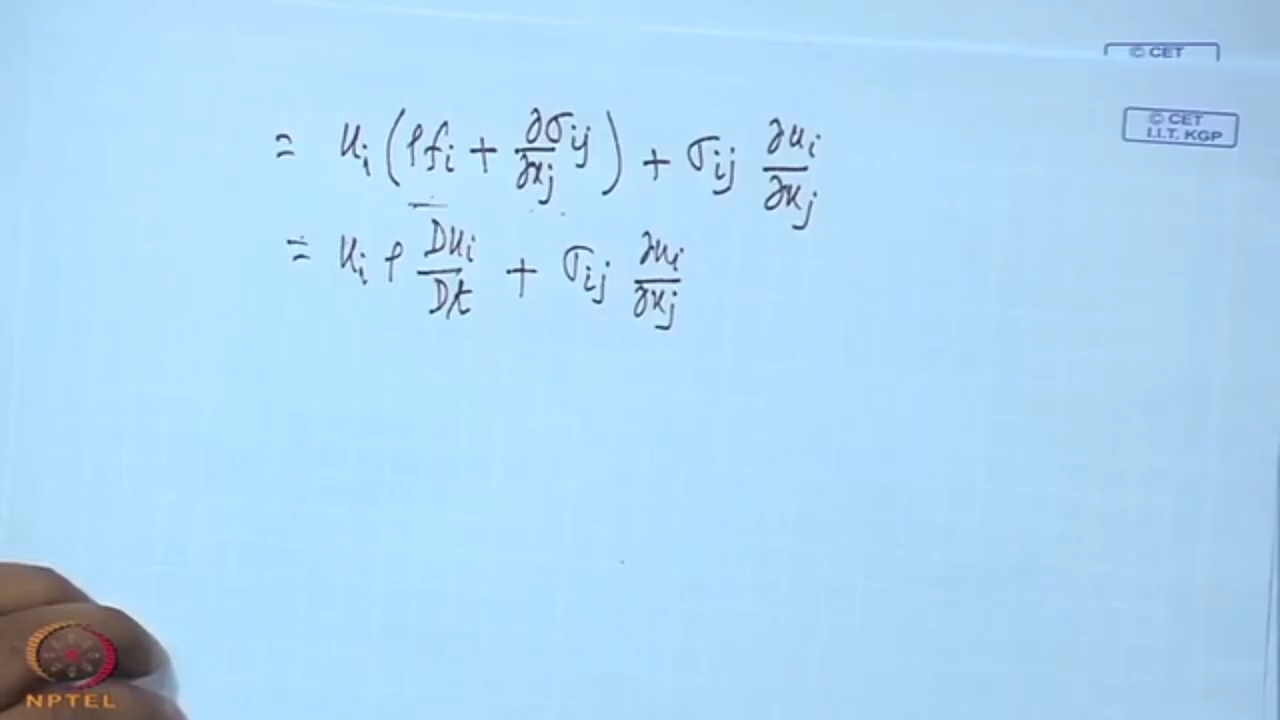 © CET
© CET
I.I.T. KGP
= u_i (ρf_i + ∂σ_ij/∂x_j) + σ_ij ∂u_i/∂x_j
= u_i ρ Du_i/Dt + σ_ij ∂u_i/∂x_j
NPTEL